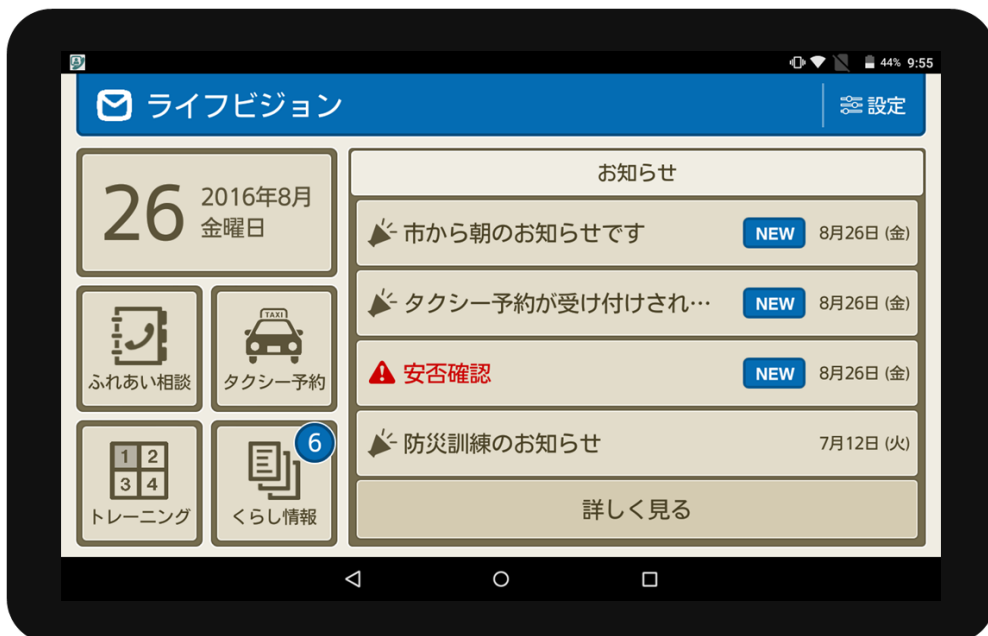 44% 9:55
ライフビジョン
設定
26
2016年8月
金曜日
ふれあい相談
TAXI
タクシー予約
1 2
3 4
トレーニング
6
くらし情報
お知らせ
市から朝のお知らせです NEW 8月26日 (金)
タクシー予約が受け付けされ… NEW 8月26日 (金)
安否確認 NEW 8月26日 (金)
防災訓練のお知らせ 7月12日 (火)
詳しく見る